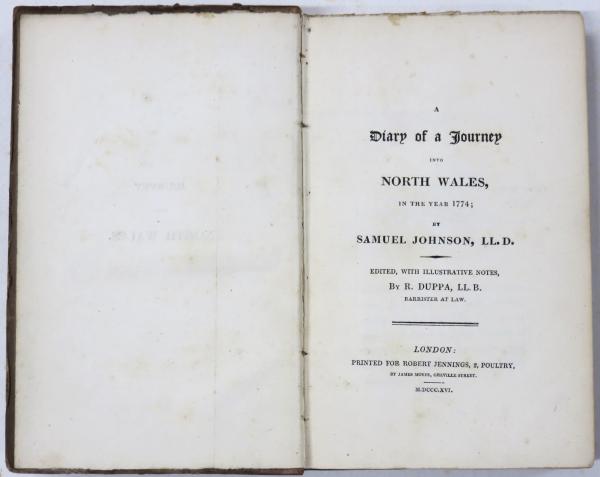 A
Diary of a Journey
INTO
NORTH WALES,
IN THE YEAR 1774;
BY
SAMUEL JOHNSON, LL.D.
EDITED, WITH ILLUSTRATIVE NOTES,
By R. DUPPA, LL.B.
BARRISTER AT LAW.
LONDON:
PRINTED FOR ROBERT JENNINGS, 2, POULTRY,
BY JAMES MOYES, GREVILLE STREET.
M.DCCC.XVI.